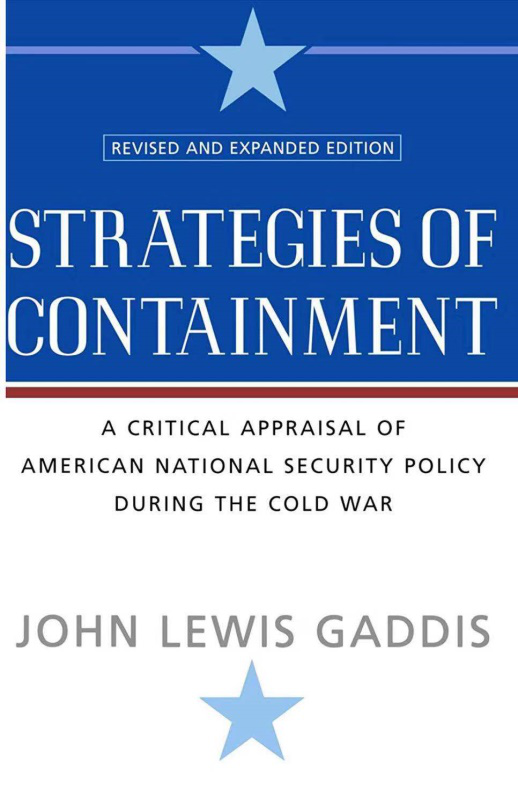 REVISED AND EXPANDED EDITION
STRATEGIES OF
CONTAINMENT
A CRITICAL APPRAISAL OF
AMERICAN NATIONAL SECURITY POLICY
DURING THE COLD WAR
JOHN LEWIS GADDIS